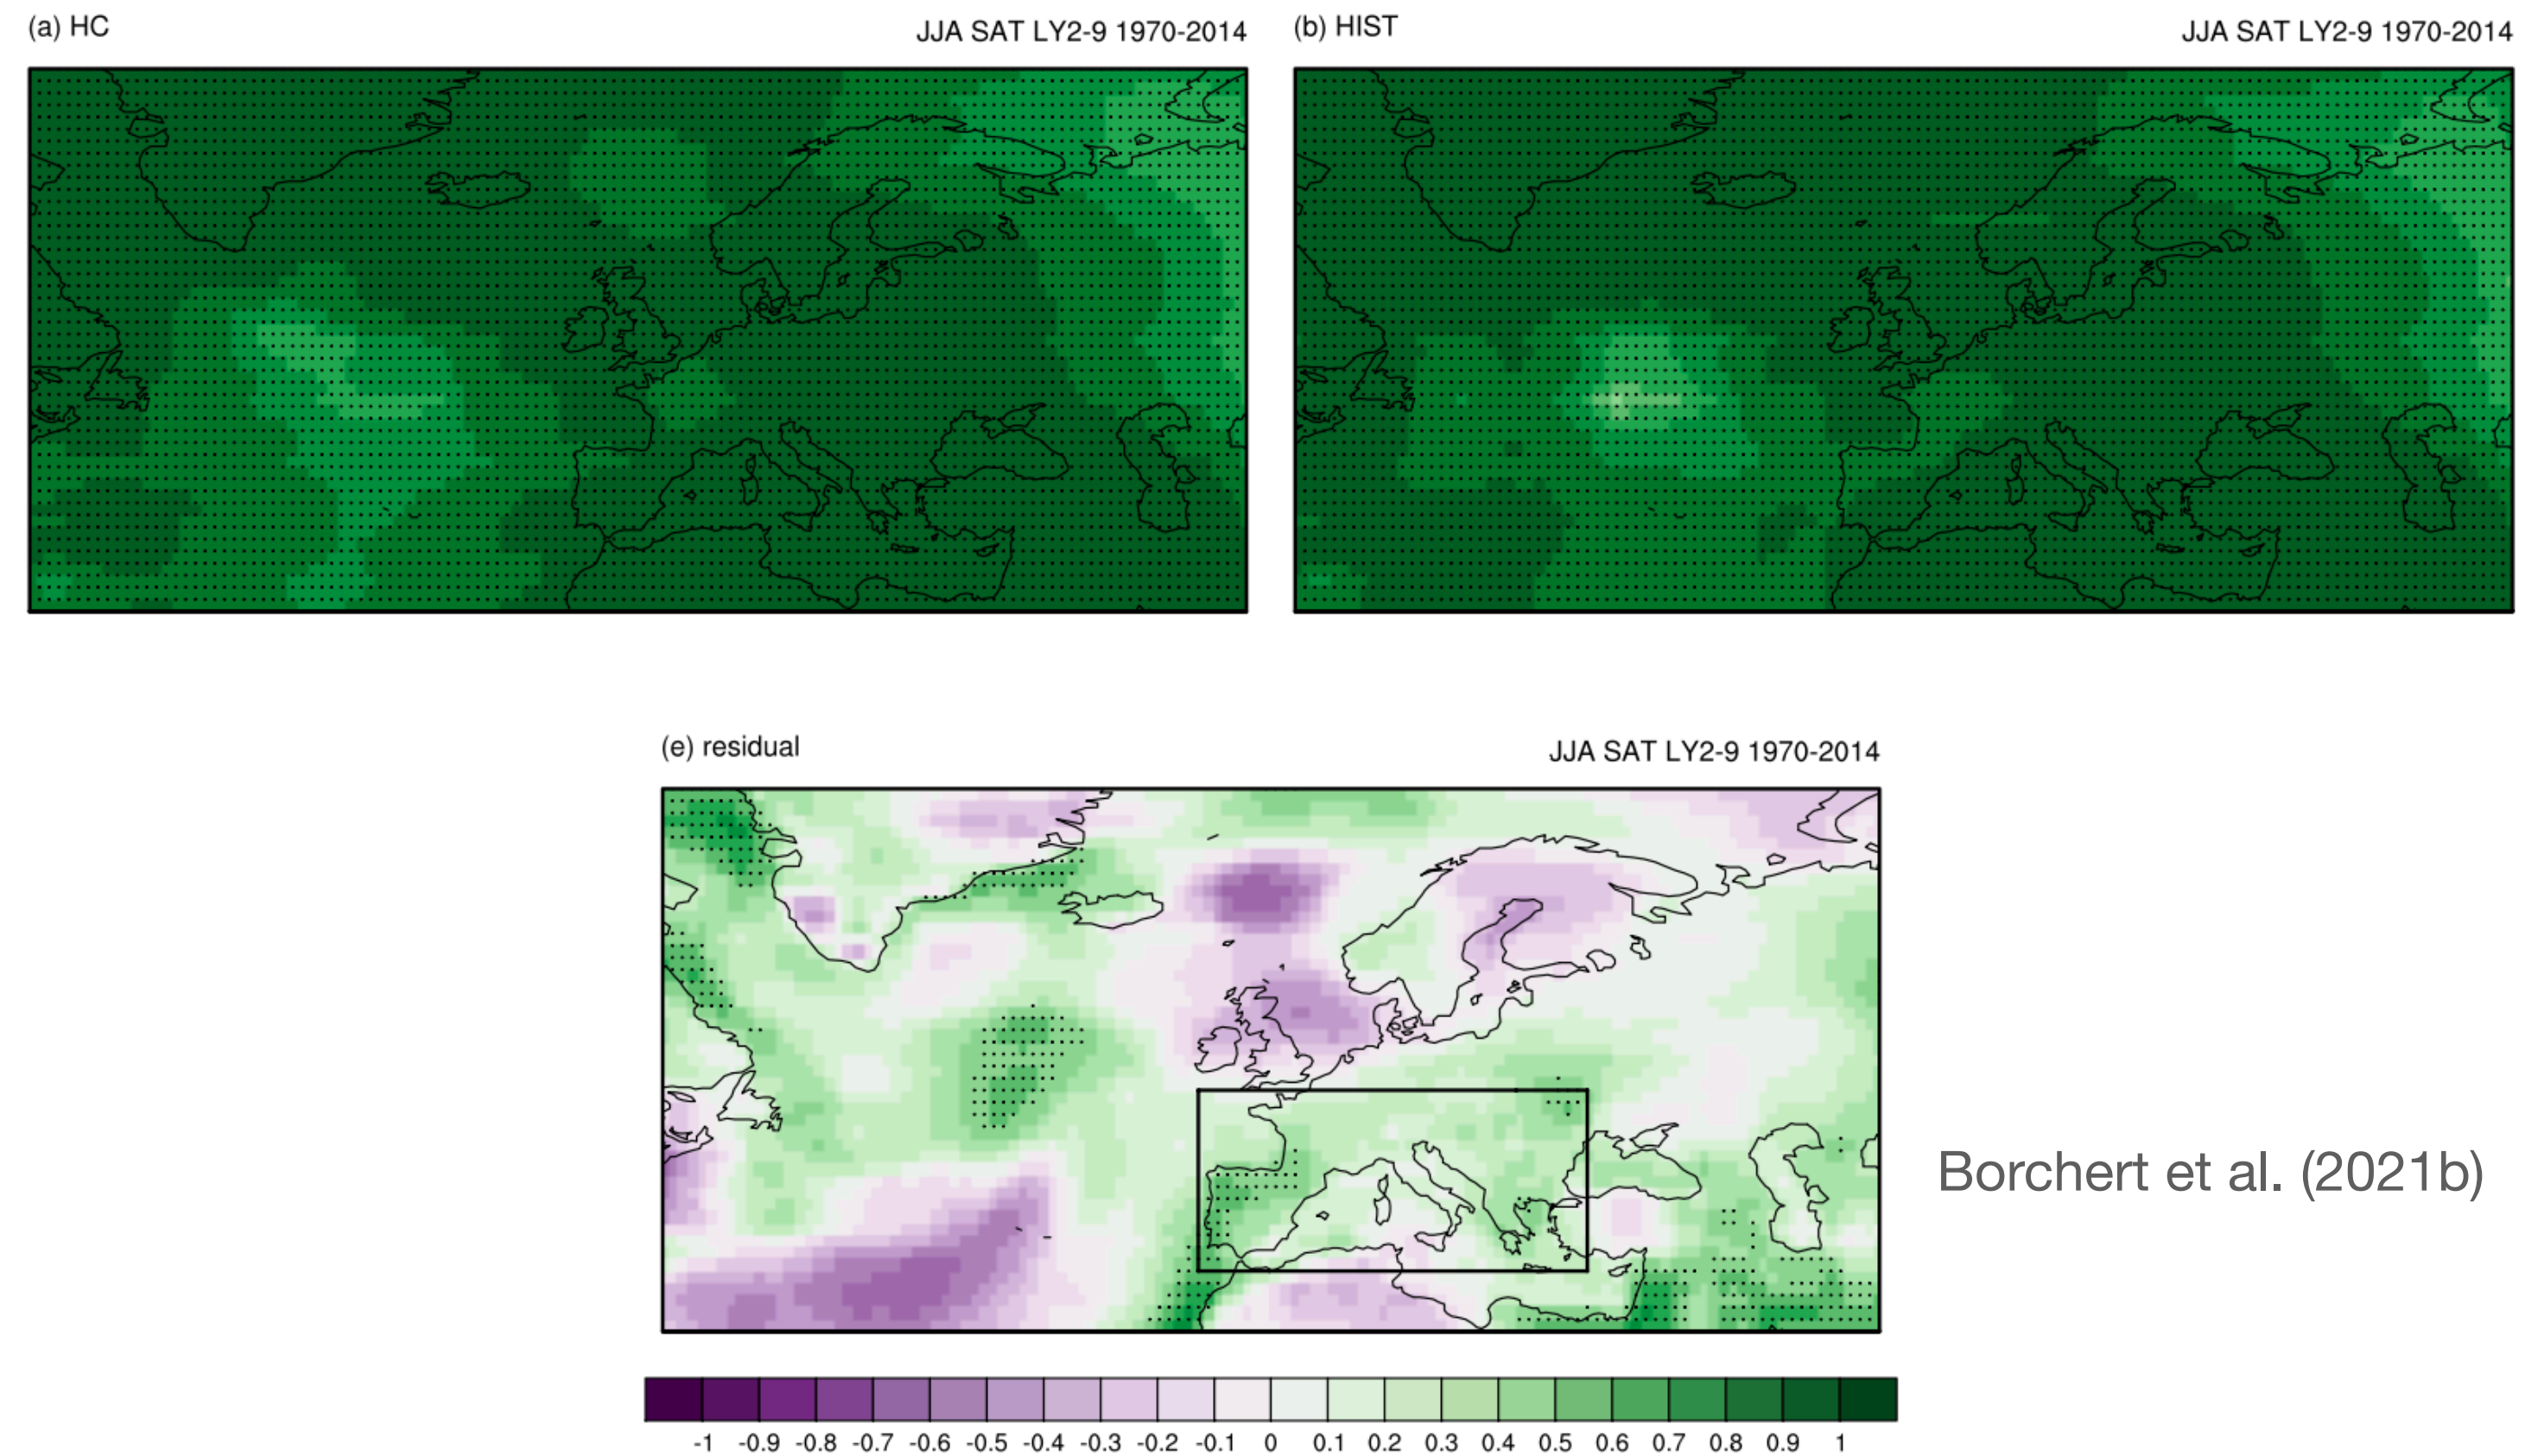 (a) HC
JJA SAT LY2-9 1970-2014
(b) HIST
JJA SAT LY2-9 1970-2014
(e) residual
JJA SAT LY2-9 1970-2014
Borchert et al. (2021b)
-1 -0.9 -0.8 -0.7 -0.6 -0.5 -0.4 -0.3 -0.2 -0.1 0 0.1 0.2 0.3 0.4 0.5 0.6 0.7 0.8 0.9 1